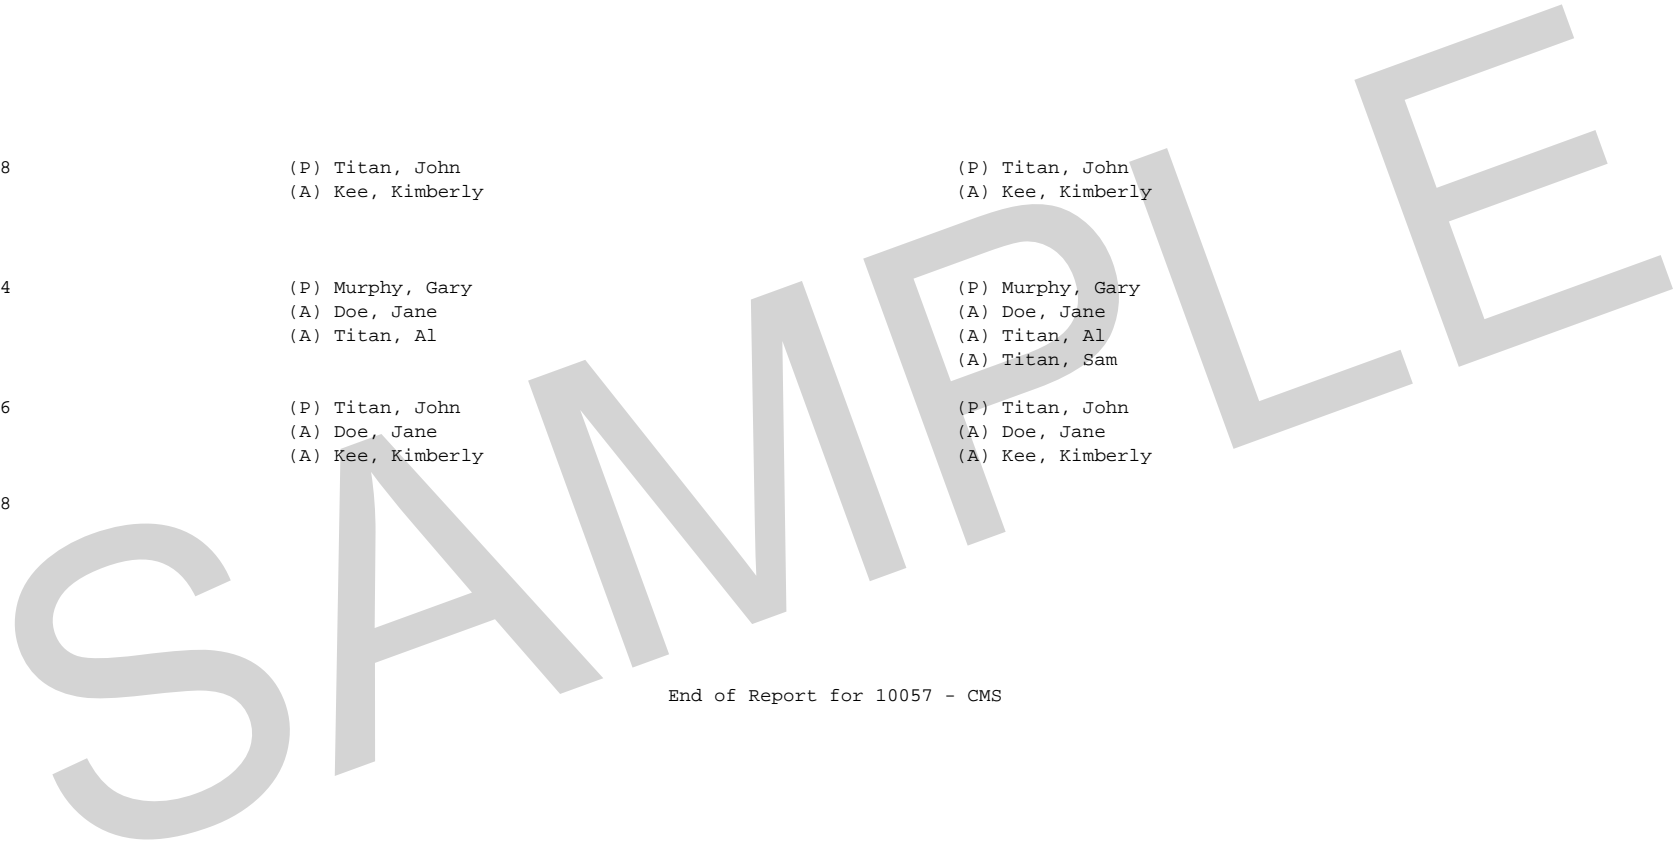 8 (P) Titan, John (P) Titan, John
(A) Kee, Kimberly (A) Kee, Kimberly
4 (P) Murphy, Gary (P) Murphy, Gary
(A) Doe, Jane (A) Doe, Jane
(A) Titan, Al (A) Titan, Al
(A) Titan, Sam
6 (P) Titan, John (P) Titan, John
(A) Doe, Jane (A) Doe, Jane
(A) Kee, Kimberly (A) Kee, Kimberly
8
End of Report for 10057 - CMS
SAMPLE